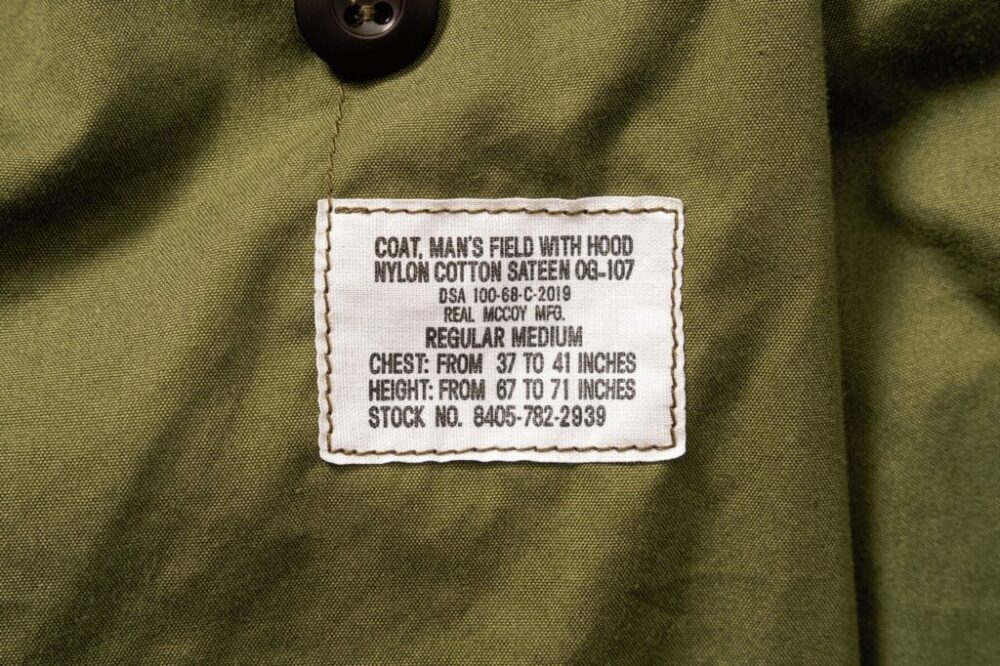 COAT, MAN'S FIELD WITH HOOD
NYLON COTTON SATEEN OG-107
DSA 100-68-C-2019
REAL MCCOY MFG.
REGULAR MEDIUM
CHEST: FROM 37 TO 41 INCHES
HEIGHT: FROM 67 TO 71 INCHES
STOCK NO. 8405-782-2939